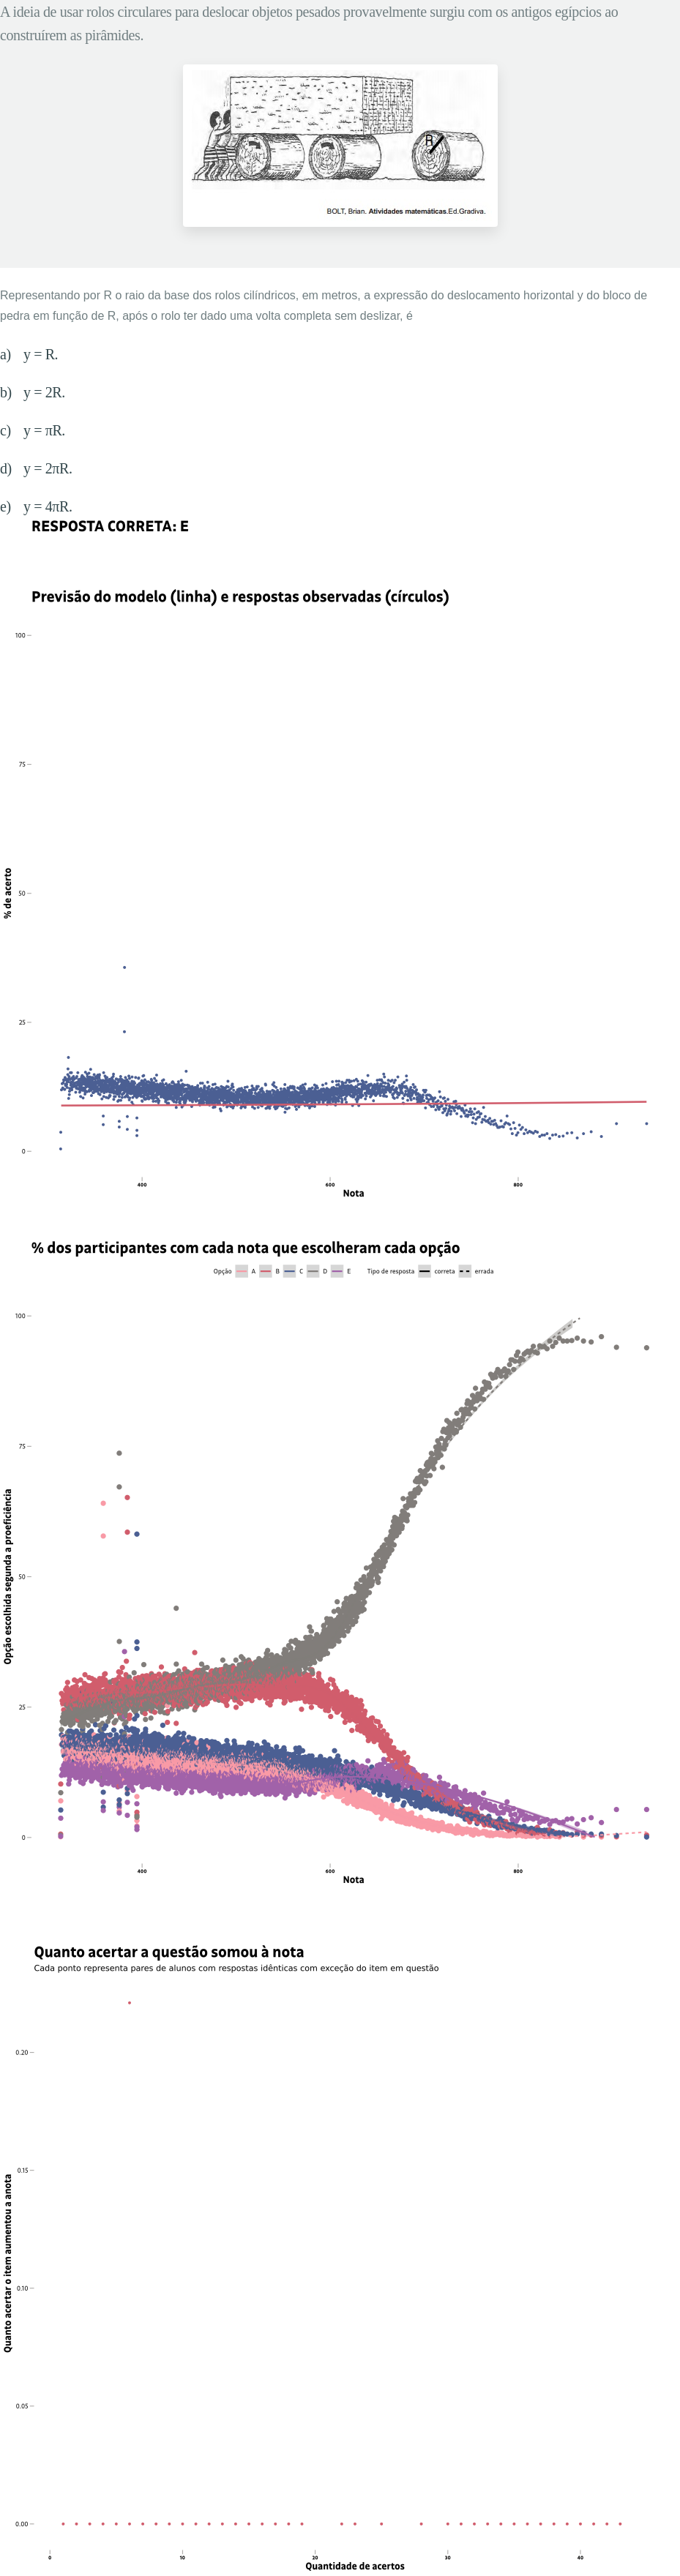 A ideia de usar rolos circulares para deslocar objetos pesados provavelmente surgiu com os antigos egípcios ao
construírem as pirâmides.
R
BOLT, Brian. Atividades matemáticas.Ed.Gradiva.
Representando por R o raio da base dos rolos cilíndricos, em metros, a expressão do deslocamento horizontal y do bloco de
pedra em função de R, após o rolo ter dado uma volta completa sem deslizar, é
a) y = R.
b) y = 2R.
c) y = πR.
d) y = 2πR.
e) y = 4πR.
RESPOSTA CORRETA: E
Previsão do modelo (linha) e respostas observadas (círculos)
100
75
50
25
0
% de acerto
400 600 800
Nota
% dos participantes com cada nota que escolheram cada opção
Opção A B C D E Tipo de resposta correta errada
100
75
50
25
0
Opção escolhida segunda a proeficiência
400 600 800
Nota
Quanto acertar a questão somou à nota
Cada ponto representa pares de alunos com respostas idênticas com exceção do item em questão
0.20
0.15
0.10
0.05
0.00
Quanto acertar o item aumentou a anota
0 10 20 30 40
Quantidade de acertos